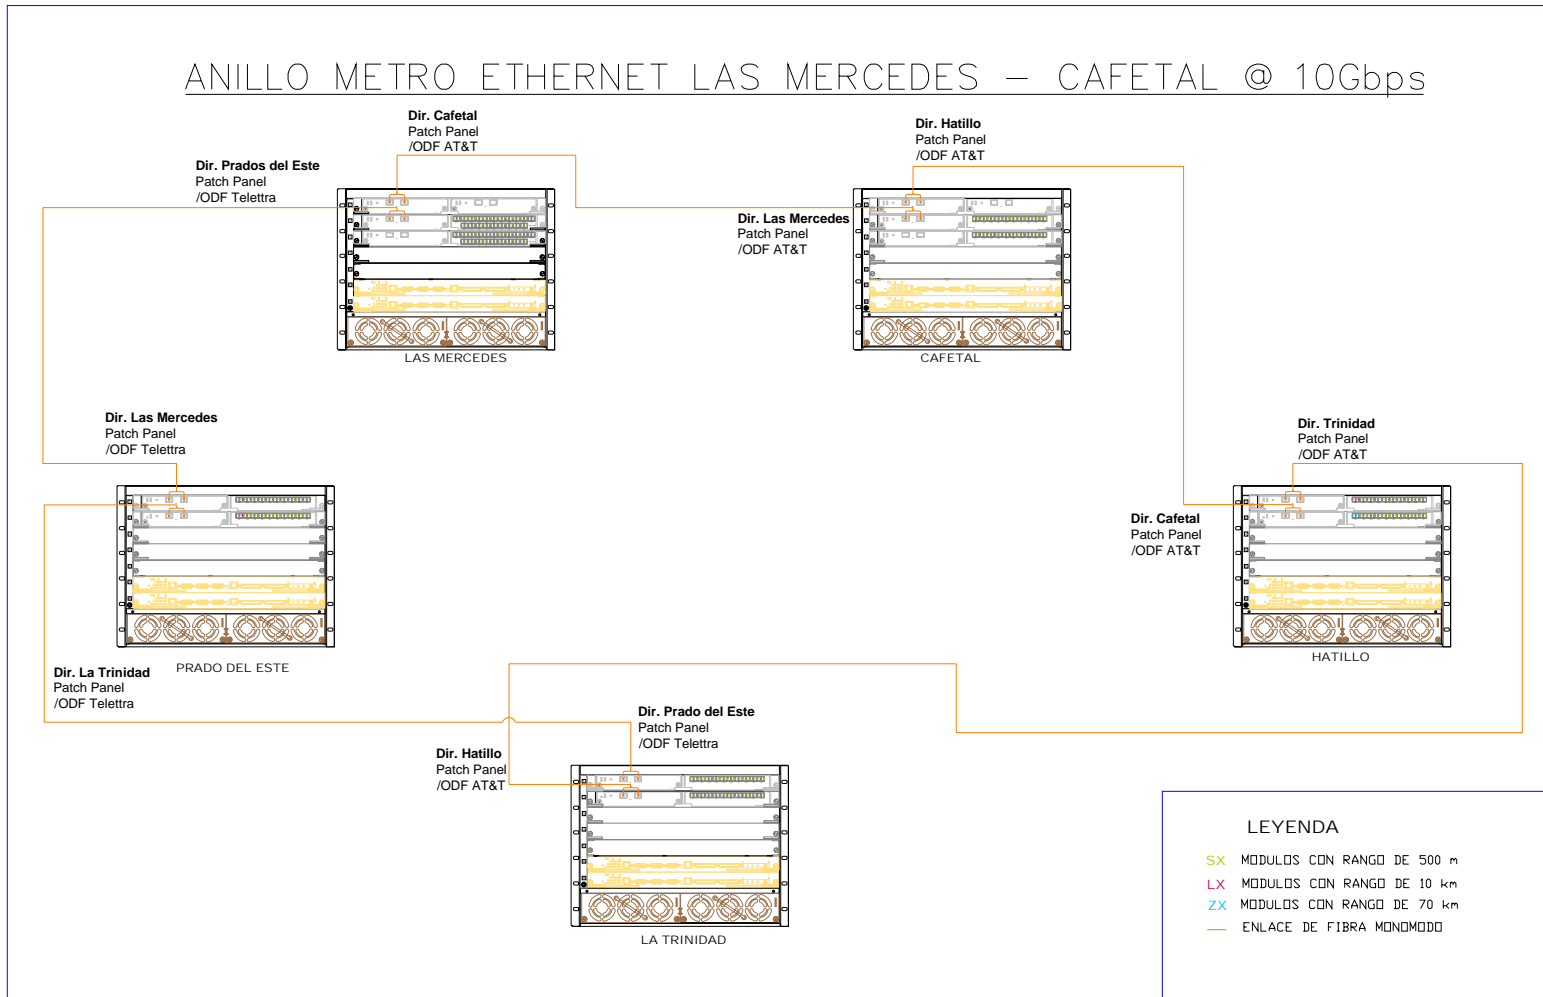 ANILLO METRO ETHERNET LAS MERCEDES - CAFETAL @ 10Gbps
Dir. Cafetal
Patch Panel
/ODF AT&T
Dir. Prados del Este
Patch Panel
/ODF Telettra
LAS MERCEDES
Dir. Hatillo
Patch Panel
/ODF AT&T
Dir. Las Mercedes
Patch Panel
/ODF AT&T
CAFETAL
Dir. Las Mercedes
Patch Panel
/ODF Telettra
PRADO DEL ESTE
Dir. La Trinidad
Patch Panel
/ODF Telettra
Dir. Trinidad
Patch Panel
/ODF AT&T
Dir. Cafetal
Patch Panel
/ODF AT&T
HATILLO
Dir. Prado del Este
Patch Panel
/ODF Telettra
Dir. Hatillo
Patch Panel
/ODF AT&T
LA TRINIDAD
LEYENDA
SX MODULOS CON RANGO DE 500 m
LX MODULOS CON RANGO DE 10 km
ZX MODULOS CON RANGO DE 70 km
ENLACE DE FIBRA MONOMODO